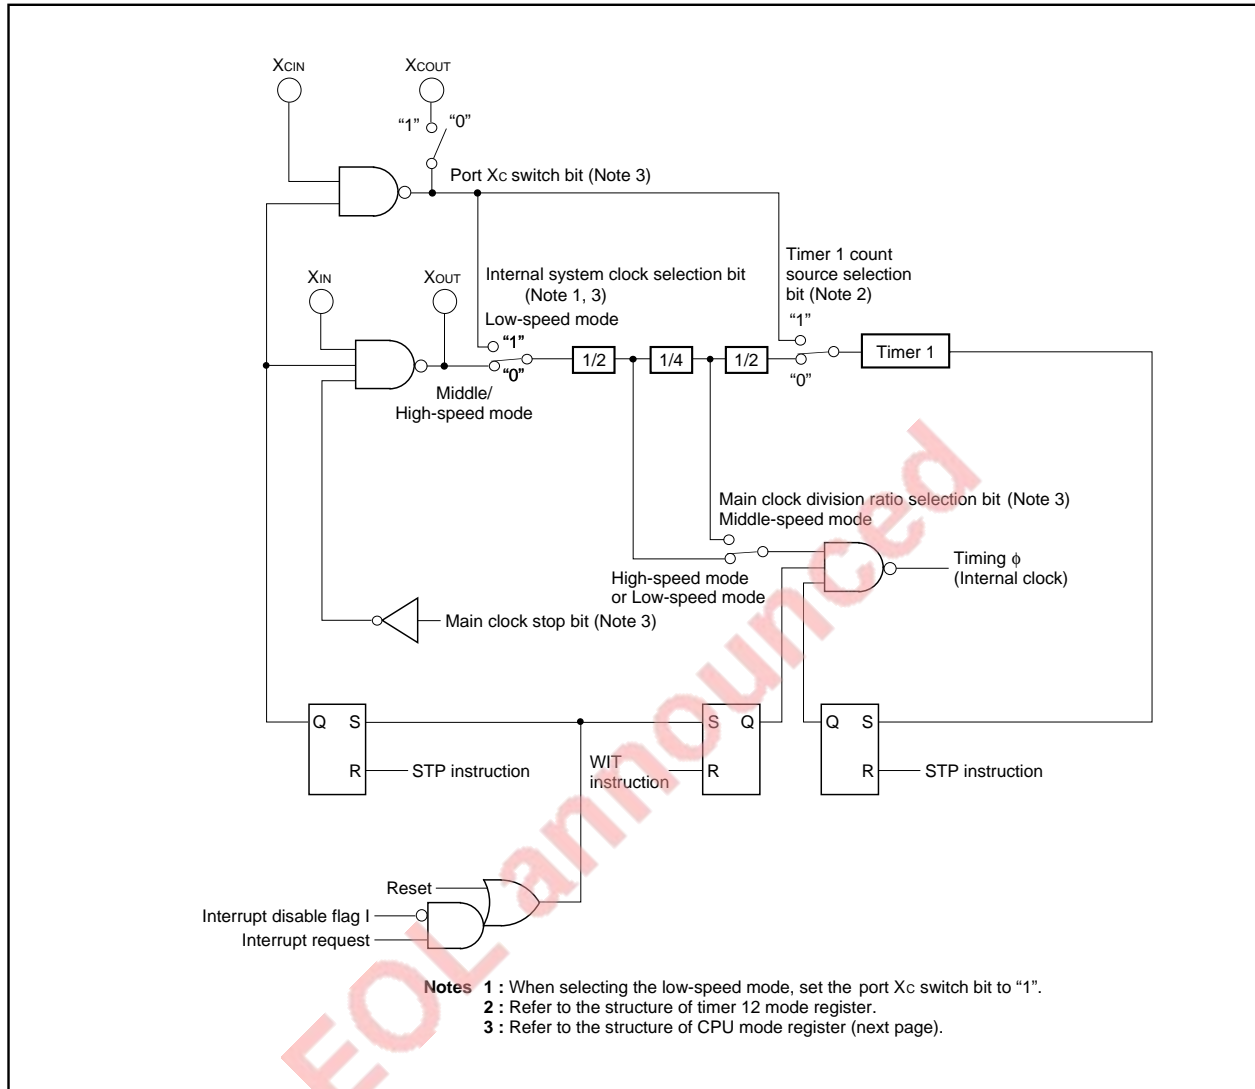 XCIN
XCOUT
“1”
“0”
Port XC switch bit (Note 3)
XIN
XOUT
Internal system clock selection bit
(Note 1, 3)
Low-speed mode
“1”
“0”
Middle/
High-speed mode
1/2
1/4
1/2
Timer 1 count
source selection
bit (Note 2)
“1”
“0”
Timer 1
Main clock division ratio selection bit (Note 3)
Middle-speed mode
High-speed mode
or Low-speed mode
Timing ϕ
(Internal clock)
Main clock stop bit (Note 3)
Q S
R
STP instruction
WIT
instruction
S Q
R
Q S
R
STP instruction
Reset
Interrupt disable flag I
Interrupt request
Notes 1 : When selecting the low-speed mode, set the port XC switch bit to “1”.
2 : Refer to the structure of timer 12 mode register.
3 : Refer to the structure of CPU mode register (next page).
EOL announced